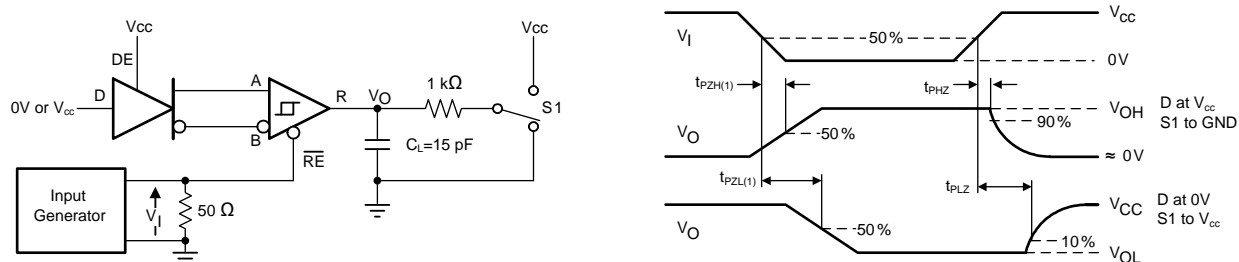 Vcc
DE
D
0V or Vcc
A
B
R
VO
RE
1 kΩ
CL=15 pF
Vcc
S1
Input
Generator
VI
50 Ω
VI
50%
VCC
0V
tPZH(1)
tPHZ
VO
50%
90%
VOH
≈ 0V
D at Vcc
S1 to GND
tPZL(1)
tPLZ
VO
50%
10%
VCC
VOL
D at 0V
S1 to Vcc